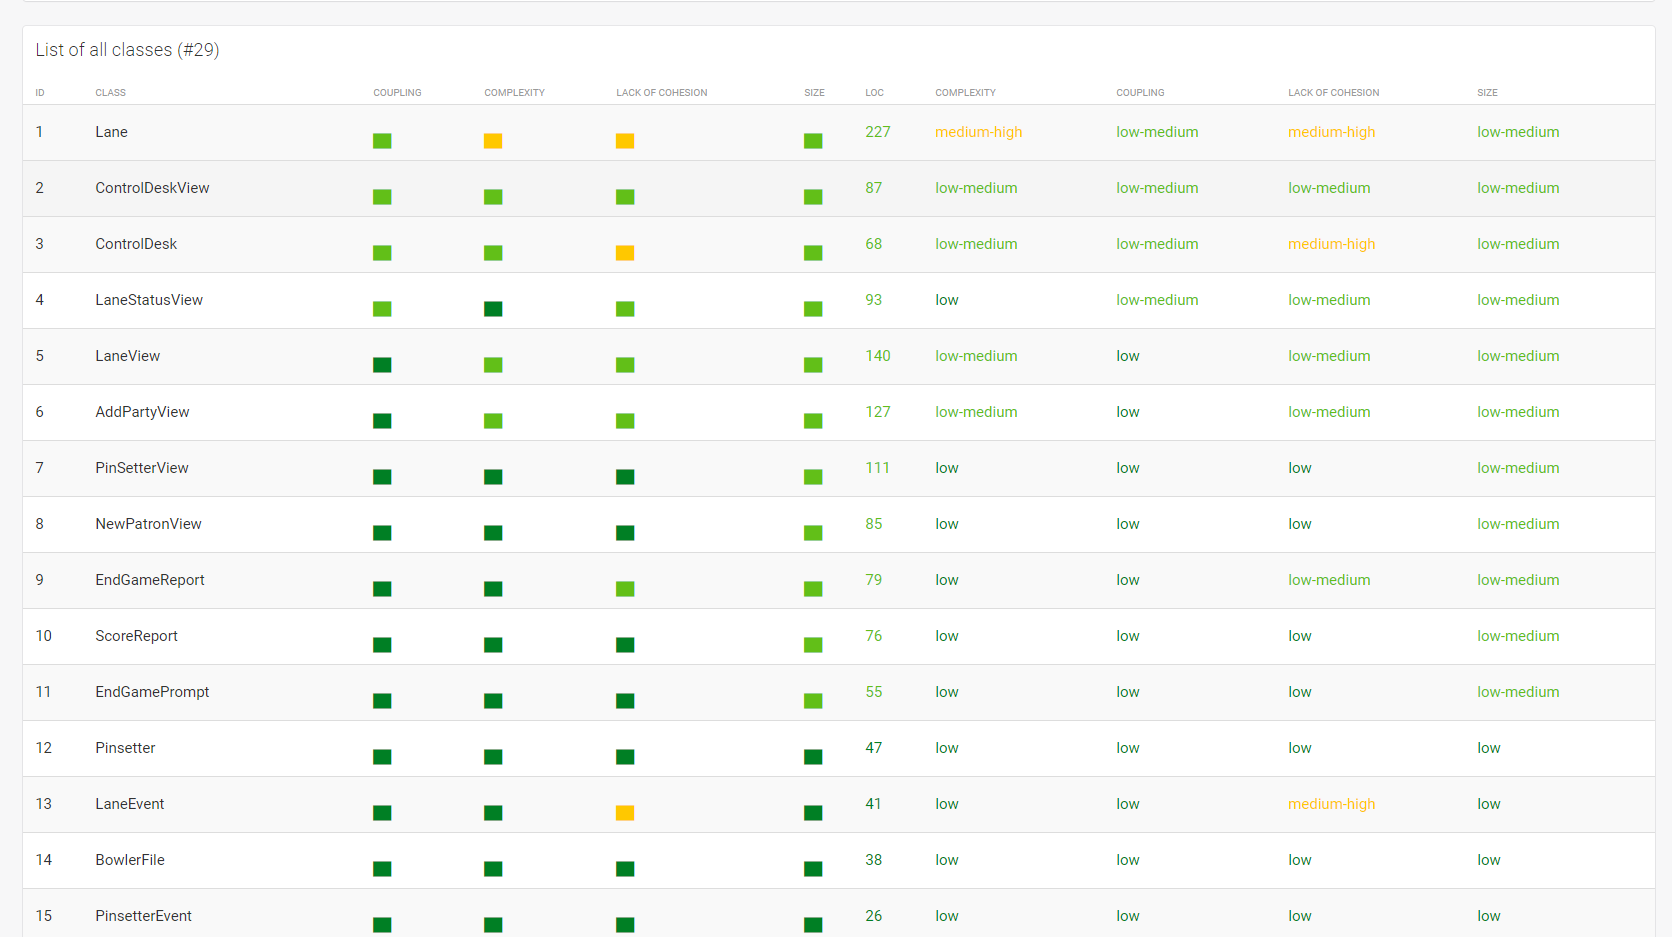 List of all classes (#29)
ID CLASS COUPLING COMPLEXITY LACK OF COHESION SIZE LOC COMPLEXITY COUPLING LACK OF COHESION SIZE
1 Lane 227 medium-high low-medium medium-high low-medium
2 ControlDeskView 87 low-medium low-medium low-medium low-medium
3 ControlDesk 68 low-medium low-medium medium-high low-medium
4 LaneStatusView 93 low low-medium low-medium low-medium
5 LaneView 140 low-medium low low-medium low-medium
6 AddPartyView 127 low-medium low low-medium low-medium
7 PinSetterView 111 low low low low-medium
8 NewPatronView 85 low low low low-medium
9 EndGameReport 79 low low low-medium low-medium
10 ScoreReport 76 low low low low-medium
11 EndGamePrompt 55 low low low low-medium
12 Pinsetter 47 low low low low
13 LaneEvent 41 low low medium-high low
14 BowlerFile 38 low low low low
15 PinsetterEvent 26 low low low low